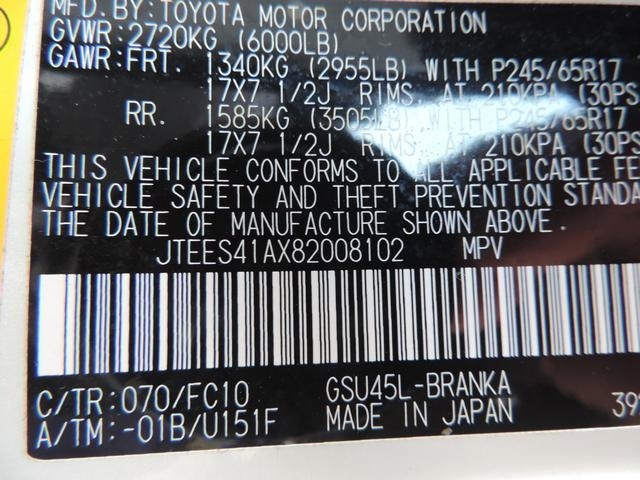 MFD. BY: TOYOTA MOTOR CORPORATION
GVWR: 2720KG (6000LB)
GAWR: FRT. 1340KG (2955LB) WITH P245/65R17
17X7 1/2J RIMS, AT 210KPA (30PS
RR. 1585KG (3505LB) WITH P245/65R17
17X7 1/2J RIMS, AT 210KPA (30PS
THIS VEHICLE CONFORMS TO ALL APPLICABLE FE
VEHICLE SAFETY AND THEFT PREVENTION STANDA
THE DATE OF MANUFACTURE SHOWN ABOVE.
JTEES41AX82008102 MPV
C/TR: 070/FC10 GSU45L-BRANKA
A/TM: -01B/U151F MADE IN JAPAN 39